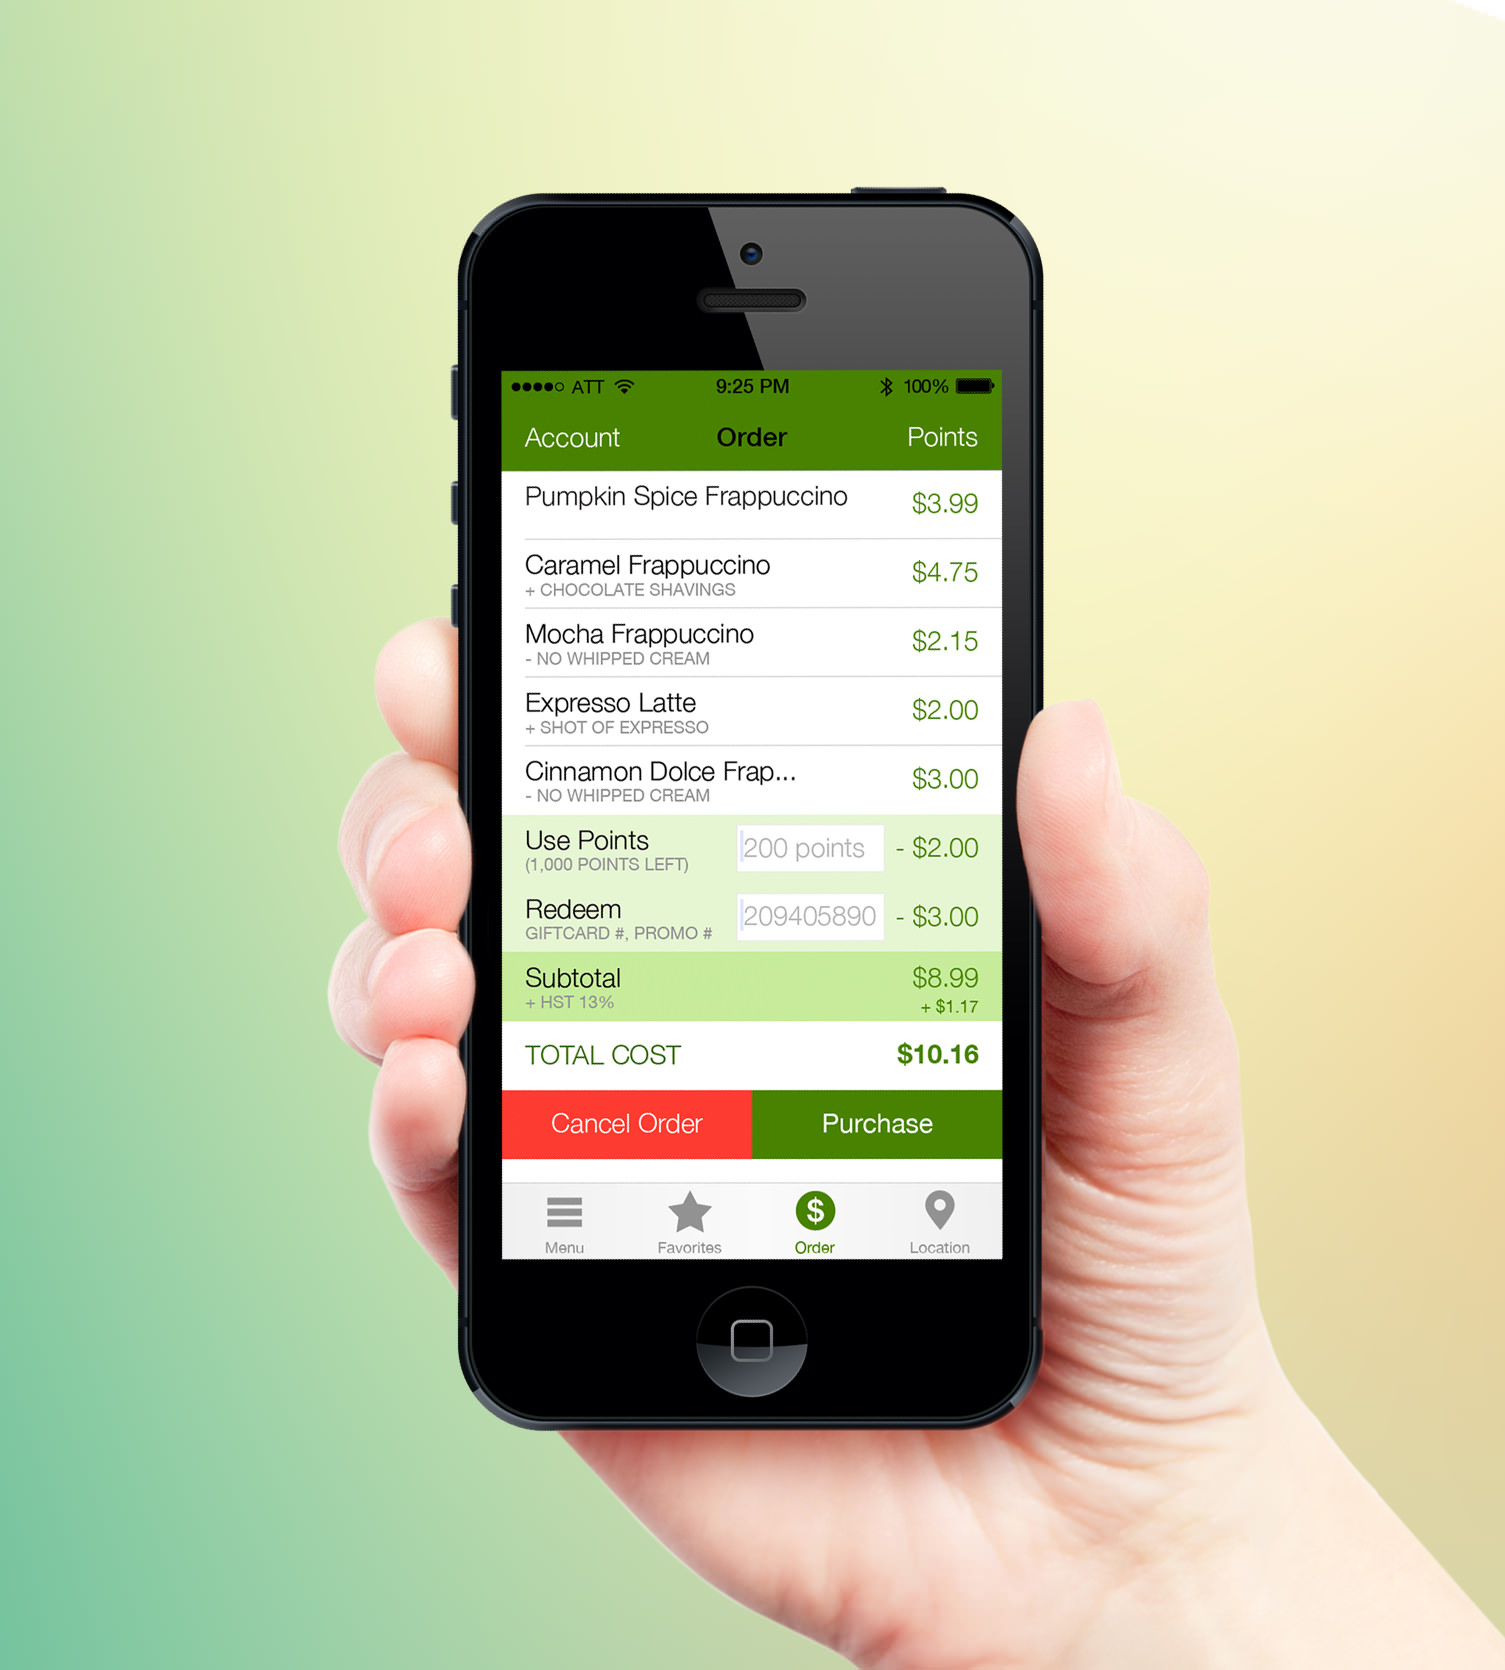 ATT 9:25 PM 100%
Account Order Points
Pumpkin Spice Frappuccino $3.99
Caramel Frappuccino $4.75
+ CHOCOLATE SHAVINGS
Mocha Frappuccino $2.15
- NO WHIPPED CREAM
Expresso Latte $2.00
+ SHOT OF EXPRESSO
Cinnamon Dolce Frap... $3.00
- NO WHIPPED CREAM
Use Points 200 points - $2.00
(1,000 POINTS LEFT)
Redeem 209405890 - $3.00
GIFTCARD #, PROMO #
Subtotal $8.99
+ HST 13% + $1.17
TOTAL COST $10.16
Cancel Order Purchase
$
Menu Favorites Order Location